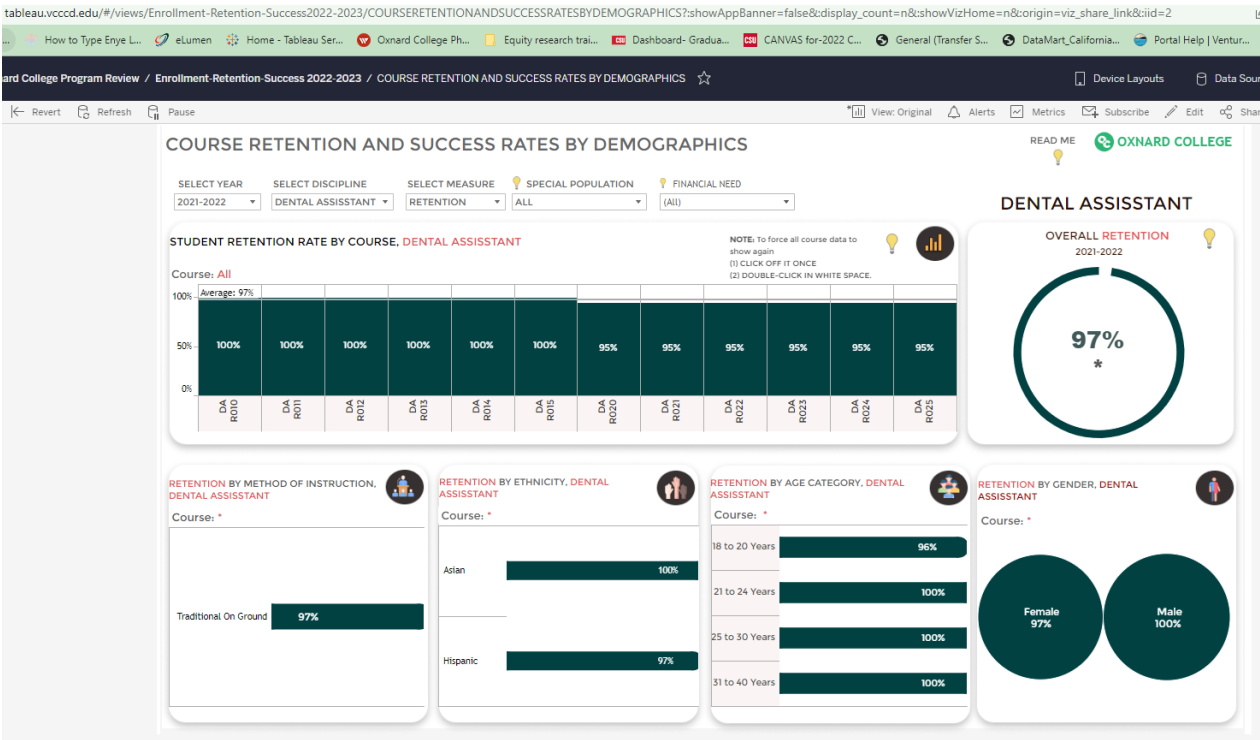 tableau.vcccd.edu/#/views/Enrollment-Retention-Success2022-2023/COURSERETENTIONANDSUCCESSRATESBYDEMOGRAPHICS?:showAppBanner=false&:display_count=n&:showVizHome=n&:origin=viz_share_link&:iid=2
... How to Type Enye L... eLumen Home - Tableau Ser... Oxnard College Ph... Equity research trai... Dashboard- Gradua... CANVAS for-2022 C... General (Transfer S... DataMart_California... Portal Help | Ventur...
ard College Program Review / Enrollment-Retention-Success 2022-2023 / COURSE RETENTION AND SUCCESS RATES BY DEMOGRAPHICS Device Layouts Data Sour
Revert Refresh Pause View: Original Alerts Metrics Subscribe Edit Shar
COURSE RETENTION AND SUCCESS RATES BY DEMOGRAPHICS
READ ME
OXNARD COLLEGE
SELECT YEAR SELECT DISCIPLINE SELECT MEASURE SPECIAL POPULATION FINANCIAL NEED
2021-2022 DENTAL ASSISSTANT RETENTION ALL (All)
DENTAL ASSISSTANT
STUDENT RETENTION RATE BY COURSE, DENTAL ASSISSTANT
NOTE: To force all course data to
show again
(1) CLICK OFF IT ONCE
(2) DOUBLE-CLICK IN WHITE SPACE.
Course: All
100%
Average: 97%
50%
100% 100% 100% 100% 100% 100% 95% 95% 95% 95% 95% 95%
0%
DA R010 DA R011 DA R012 DA R013 DA R014 DA R015 DA R020 DA R021 DA R022 DA R023 DA R024 DA R025
OVERALL RETENTION
2021-2022
97%
*
RETENTION BY METHOD OF INSTRUCTION,
DENTAL ASSISSTANT
Course: *
Traditional On Ground 97%
RETENTION BY ETHNICITY, DENTAL
ASSISSTANT
Course: *
Asian 100%
Hispanic 97%
RETENTION BY AGE CATEGORY, DENTAL
ASSISSTANT
Course: *
18 to 20 Years 96%
21 to 24 Years 100%
25 to 30 Years 100%
31 to 40 Years 100%
RETENTION BY GENDER, DENTAL
ASSISSTANT
Course: *
Female
97%
Male
100%